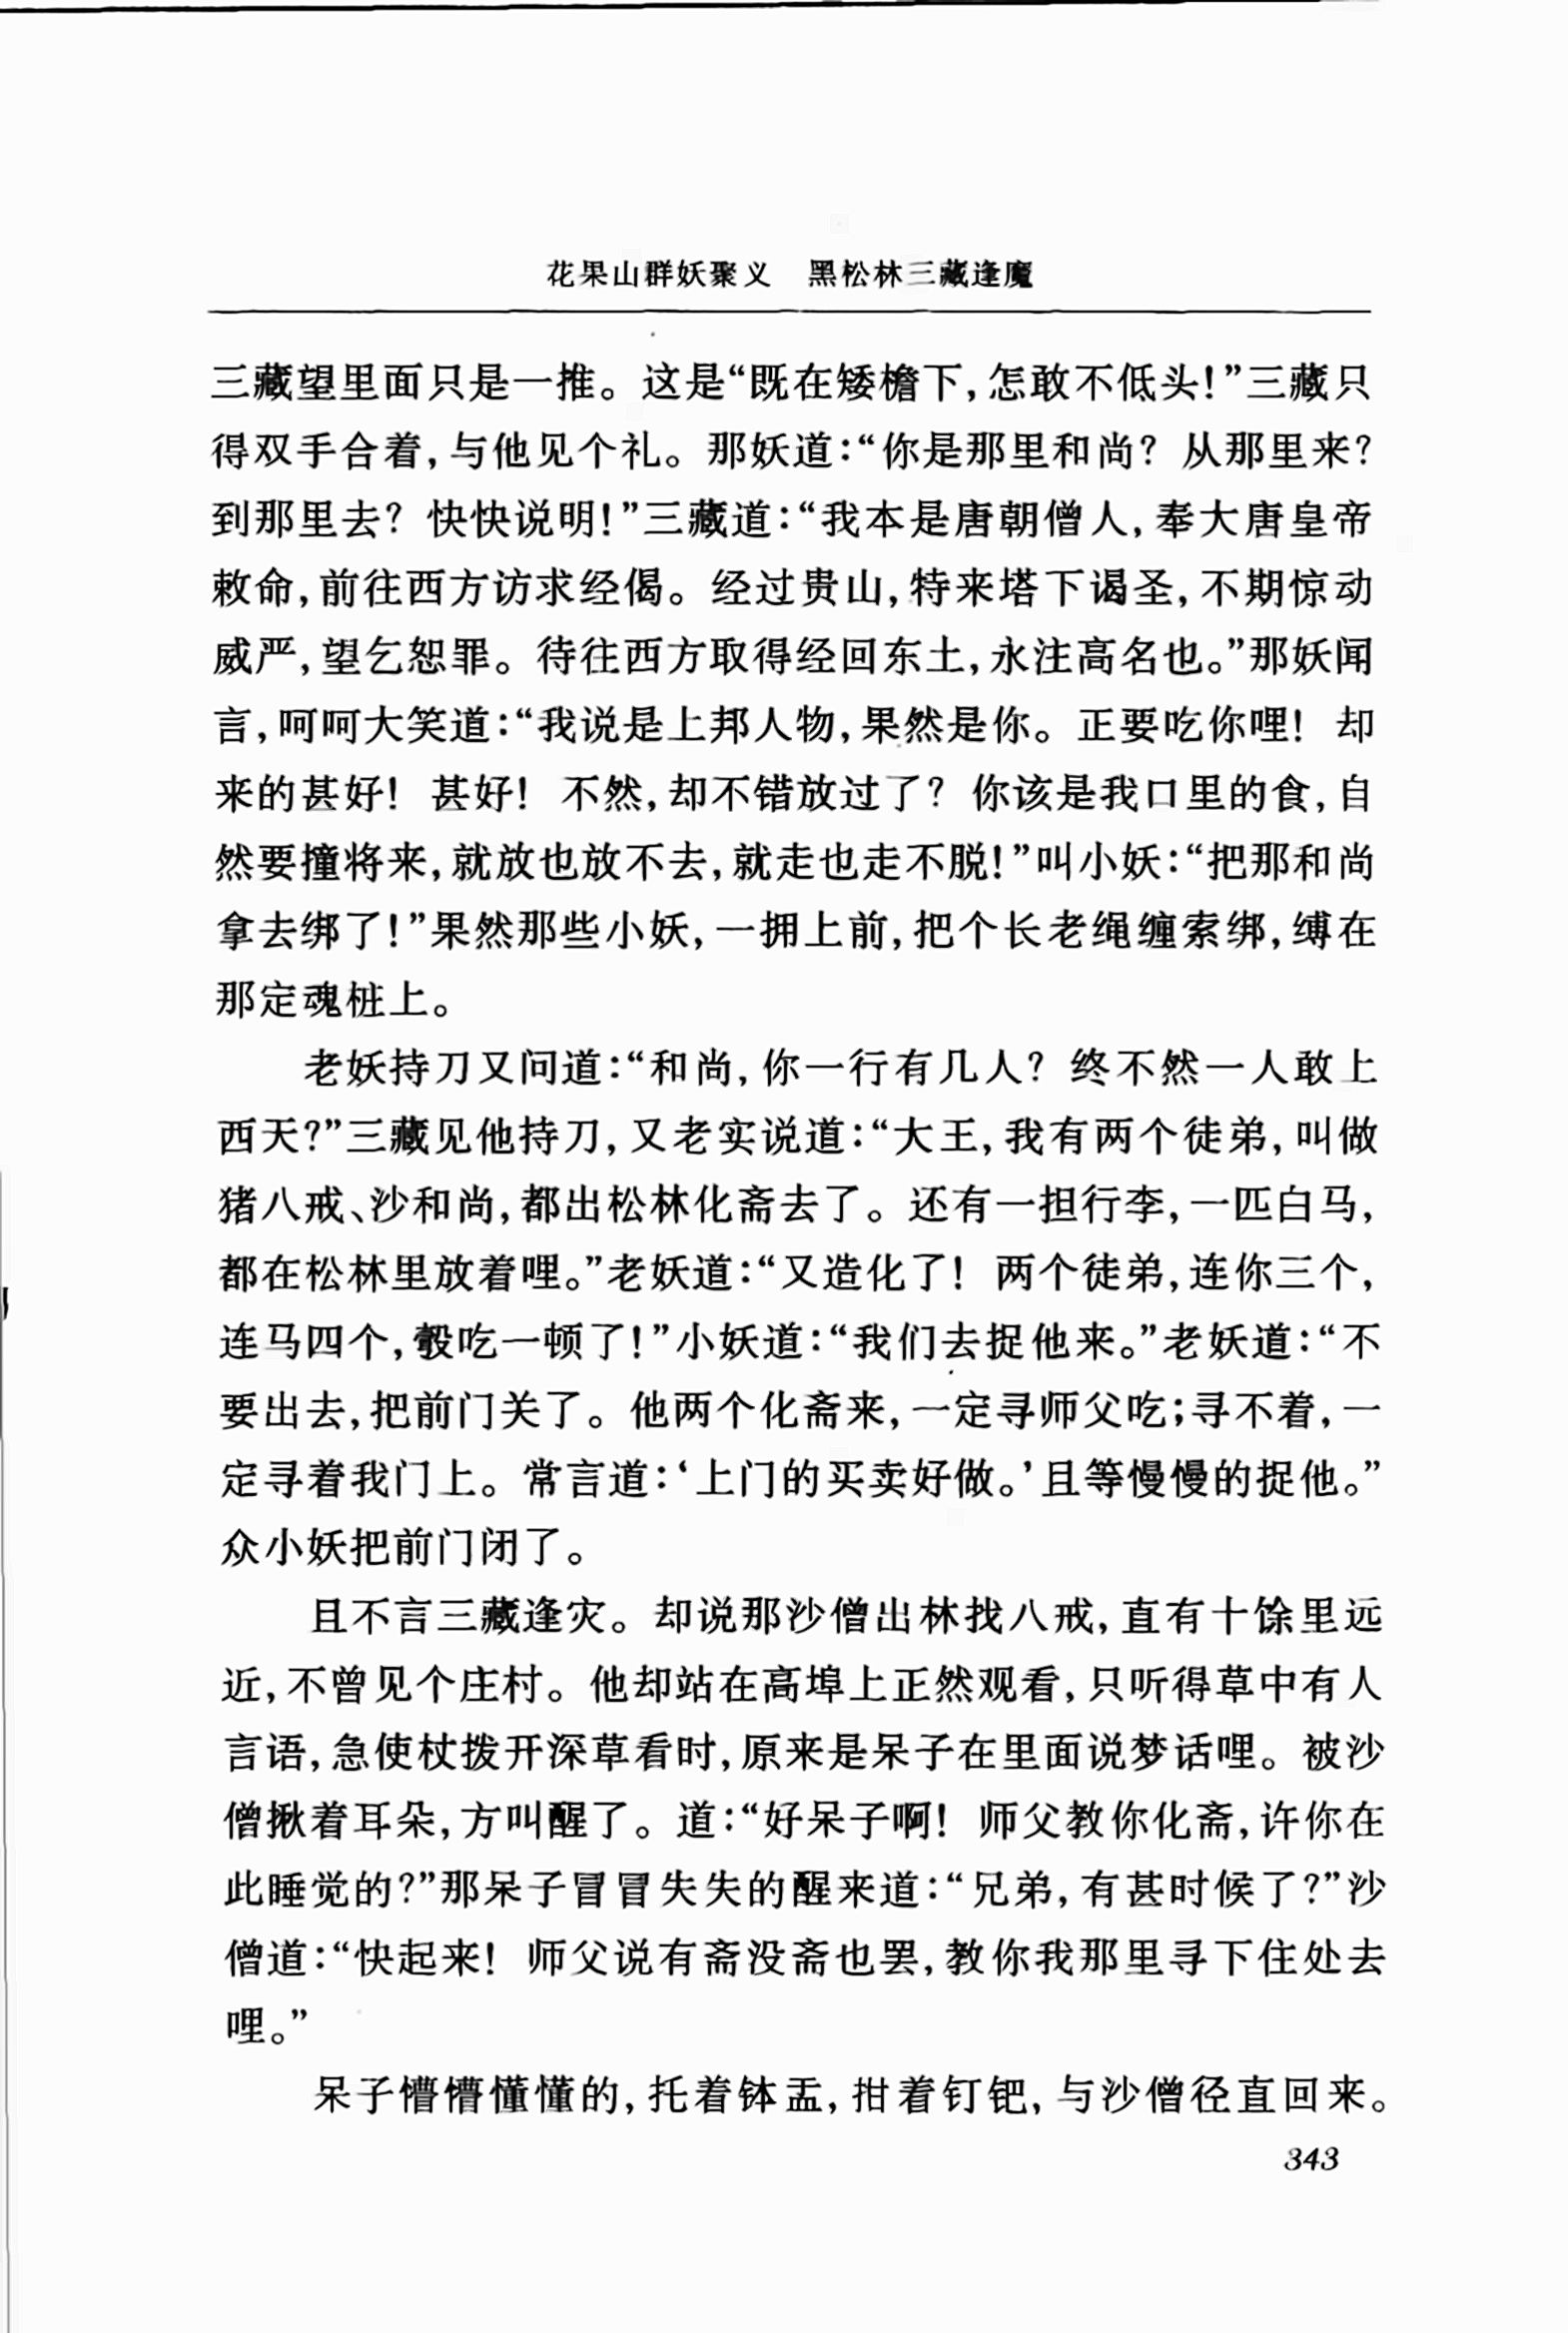 花果山群妖聚义　黑松林三藏逢魔
三藏望里面只是一推。这是“既在矮檐下,怎敢不低头!”三藏只
得双手合着,与他见个礼。那妖道:“你是那里和尚? 从那里来?
到那里去? 快快说明!”三藏道:“我本是唐朝僧人,奉大唐皇帝
敕命,前往西方访求经偈。经过贵山,特来塔下谒圣,不期惊动
威严,望乞恕罪。待往西方取得经回东土,永注高名也。”那妖闻
言,呵呵大笑道:“我说是上邦人物,果然是你。正要吃你哩! 却
来的甚好! 甚好! 不然,却不错放过了? 你该是我口里的食,自
然要撞将来,就放也放不去,就走也走不脱!”叫小妖:“把那和尚
拿去绑了!”果然那些小妖,一拥上前,把个长老绳缠索绑,缚在
那定魂桩上。
老妖持刀又问道:“和尚,你一行有几人? 终不然一人敢上
西天?”三藏见他持刀,又老实说道:“大王,我有两个徒弟,叫做
猪八戒、沙和尚,都出松林化斋去了。还有一担行李,一匹白马,
都在松林里放着哩。”老妖道:“又造化了! 两个徒弟,连你三个,
连马四个,彀吃一顿了!”小妖道:“我们去捉他来。”老妖道:“不
要出去,把前门关了。他两个化斋来,一定寻师父吃;寻不着,一
定寻着我门上。常言道:‘上门的买卖好做。’且等慢慢的捉他。”
众小妖把前门闭了。
且不言三藏逢灾。却说那沙僧出林找八戒,直有十馀里远
近,不曾见个庄村。他却站在高埠上正然观看,只听得草中有人
言语,急使杖拨开深草看时,原来是呆子在里面说梦话哩。被沙
僧揪着耳朵,方叫醒了。道:“好呆子啊! 师父教你化斋,许你在
此睡觉的?”那呆子冒冒失失的醒来道:“兄弟,有甚时候了?”沙
僧道:“快起来! 师父说有斋没斋也罢,教你我那里寻下住处去
哩。”
呆子懵懵懂懂的,托着钵盂,拑着钉钯,与沙僧径直回来。
343